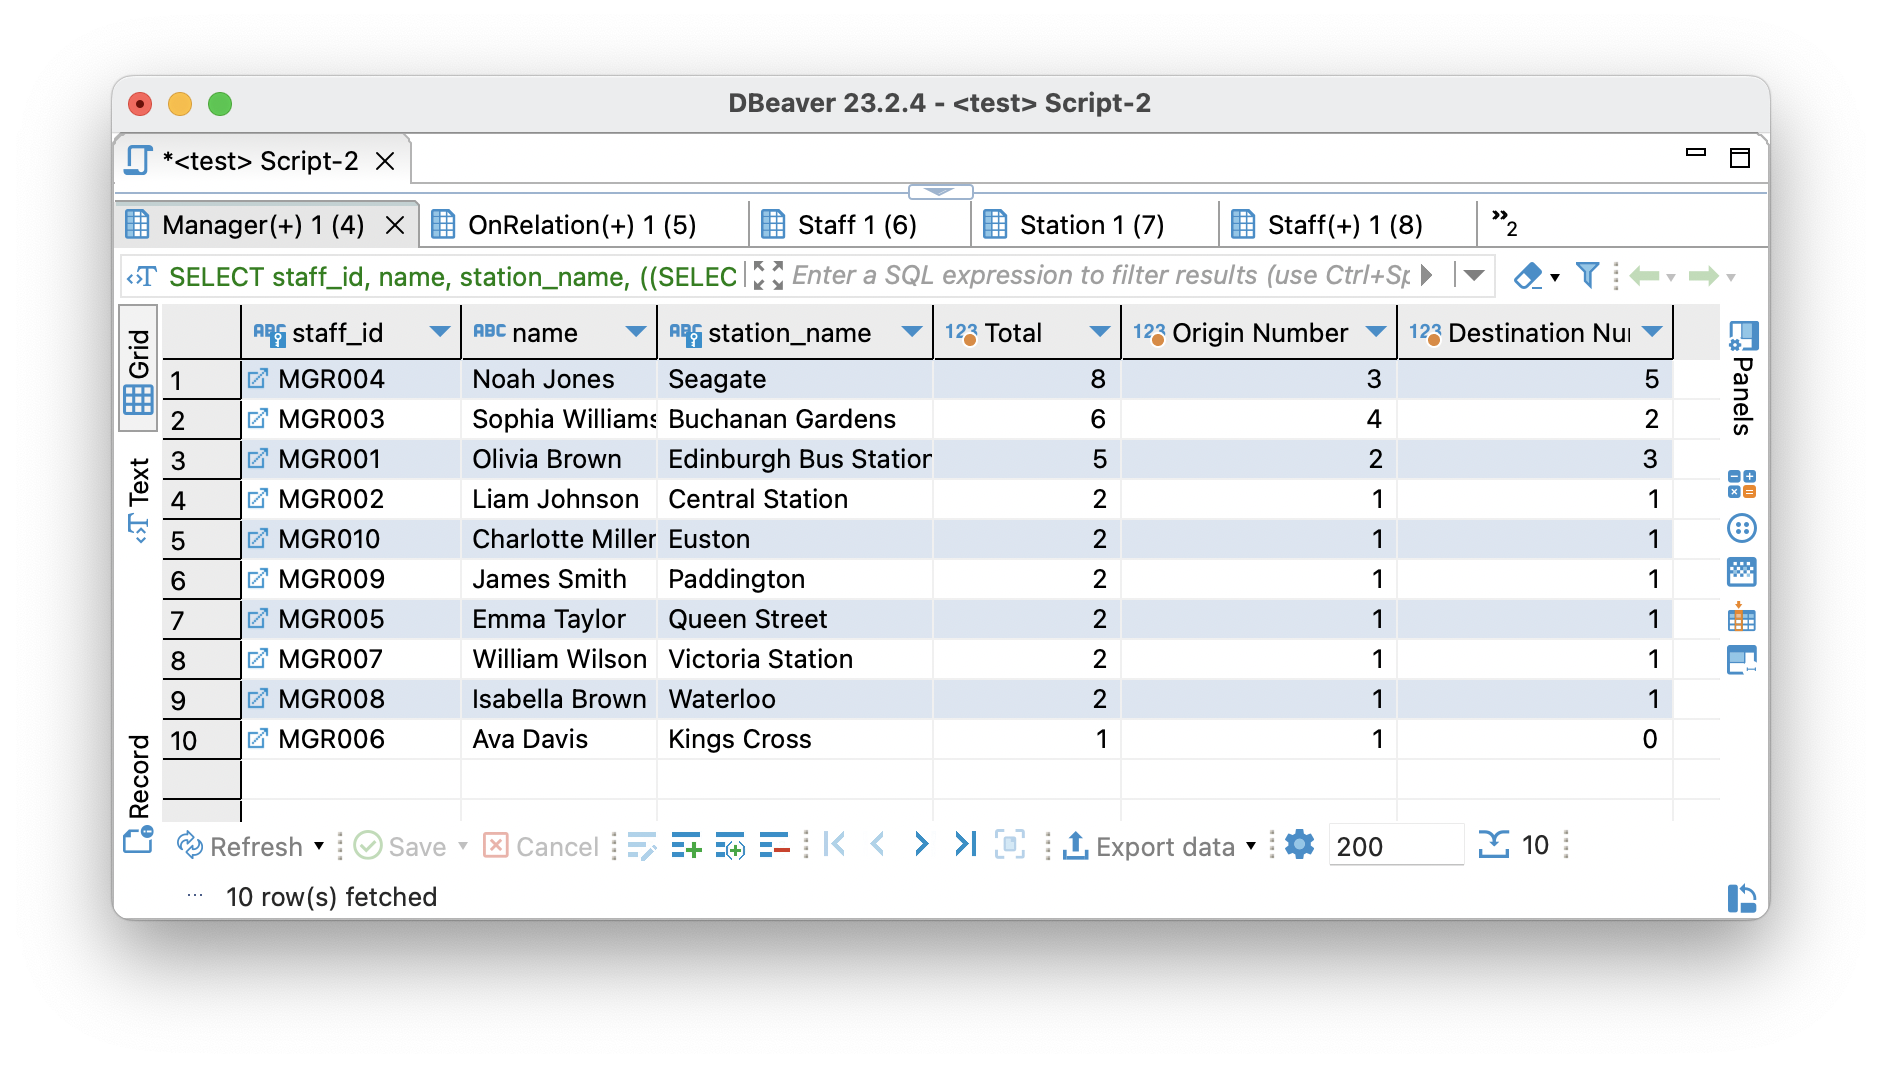 DBeaver 23.2.4 - <test> Script-2
*<test> Script-2
Manager(+) 1 (4) OnRelation(+) 1 (5) Staff 1 (6) Station 1 (7) Staff(+) 1 (8) »2
SELECT staff_id, name, station_name, ((SELEC Enter a SQL expression to filter results (use Ctrl+Sp
Grid
Text
Record
Panels
ABC staff_id ABC name ABC station_name 123 Total 123 Origin Number 123 Destination Nu
1 MGR004 Noah Jones Seagate 8 3 5
2 MGR003 Sophia Williams Buchanan Gardens 6 4 2
3 MGR001 Olivia Brown Edinburgh Bus Station 5 2 3
4 MGR002 Liam Johnson Central Station 2 1 1
5 MGR010 Charlotte Miller Euston 2 1 1
6 MGR009 James Smith Paddington 2 1 1
7 MGR005 Emma Taylor Queen Street 2 1 1
8 MGR007 William Wilson Victoria Station 2 1 1
9 MGR008 Isabella Brown Waterloo 2 1 1
10 MGR006 Ava Davis Kings Cross 1 1 0
Refresh Save Cancel Export data 200 10
... 10 row(s) fetched